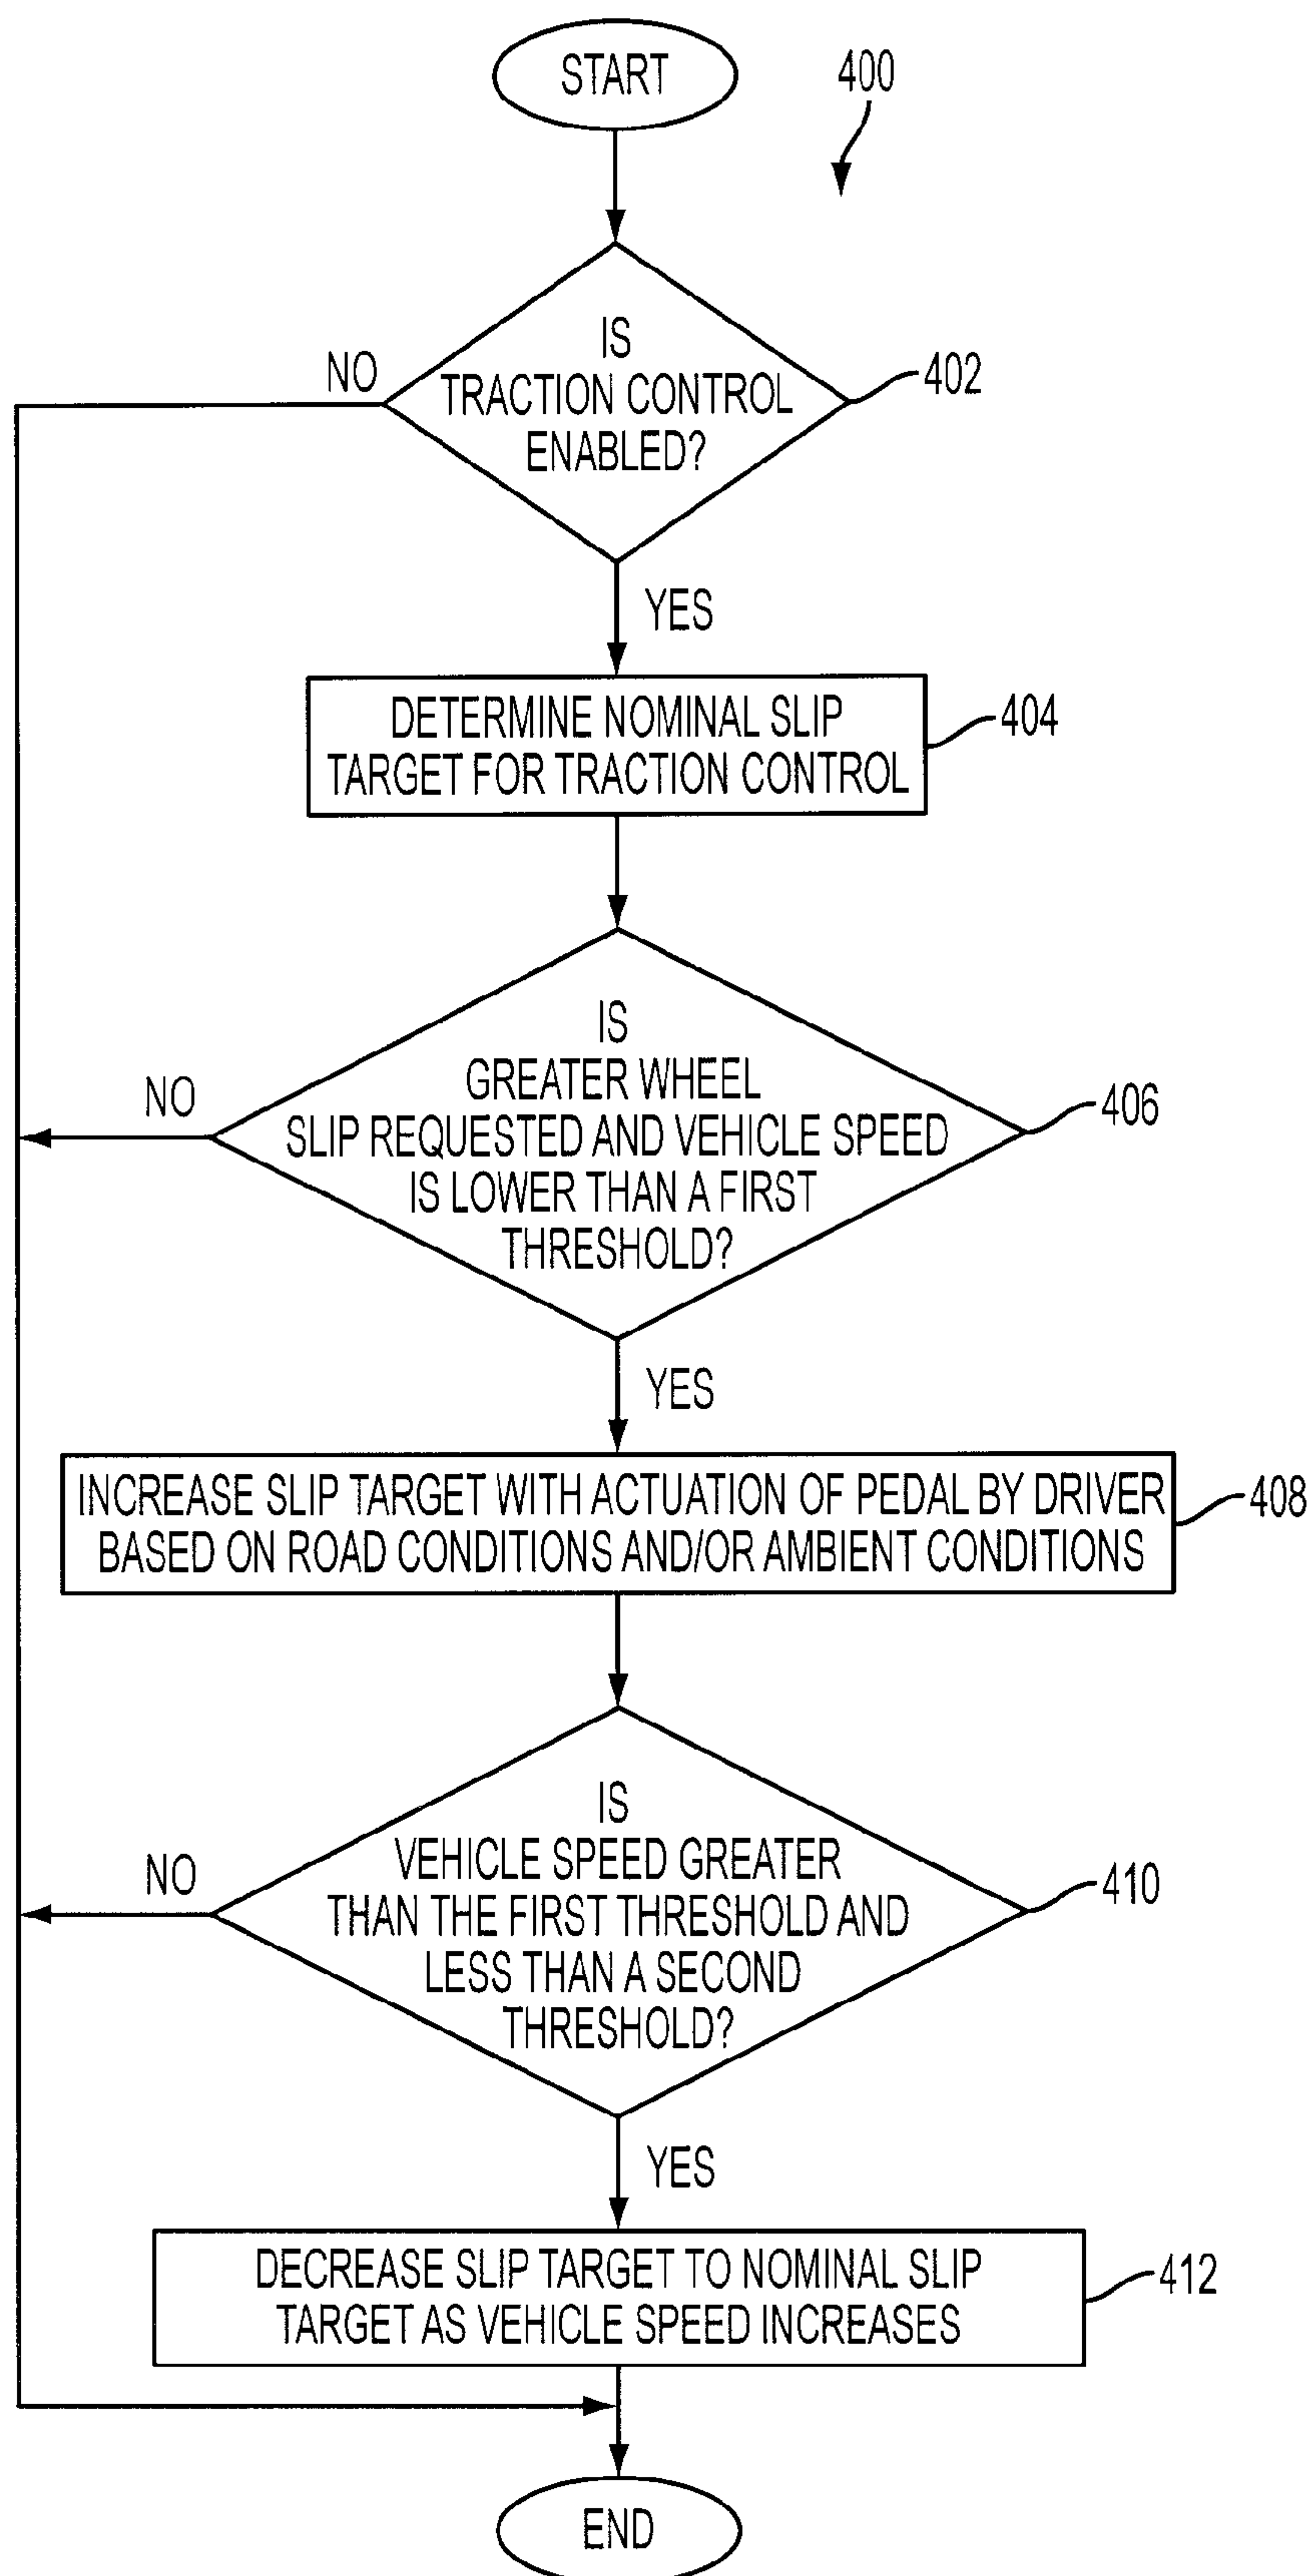 START
400
IS
TRACTION CONTROL
ENABLED?
NO
402
YES
DETERMINE NOMINAL SLIP
TARGET FOR TRACTION CONTROL
404
IS
GREATER WHEEL
SLIP REQUESTED AND VEHICLE SPEED
IS LOWER THAN A FIRST
THRESHOLD?
NO
406
YES
INCREASE SLIP TARGET WITH ACTUATION OF PEDAL BY DRIVER
BASED ON ROAD CONDITIONS AND/OR AMBIENT CONDITIONS
408
IS
VEHICLE SPEED GREATER
THAN THE FIRST THRESHOLD AND
LESS THAN A SECOND
THRESHOLD?
NO
410
YES
DECREASE SLIP TARGET TO NOMINAL SLIP
TARGET AS VEHICLE SPEED INCREASES
412
END